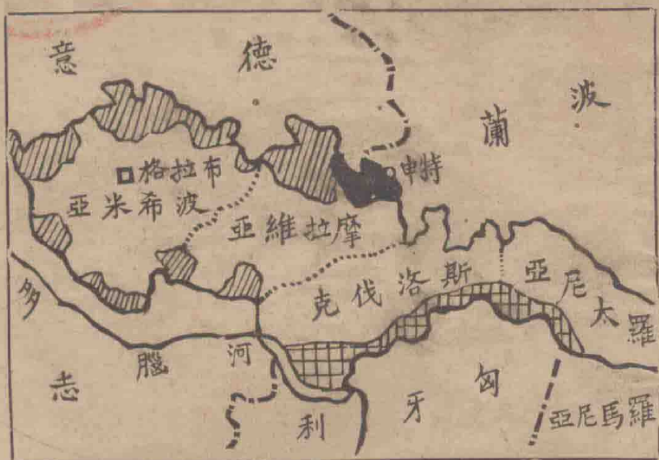 德意志
波蘭
特申
布拉格
波希米亞
摩拉維亞
斯洛伐克
羅太尼亞
多腦河
匈牙利
羅馬尼亞